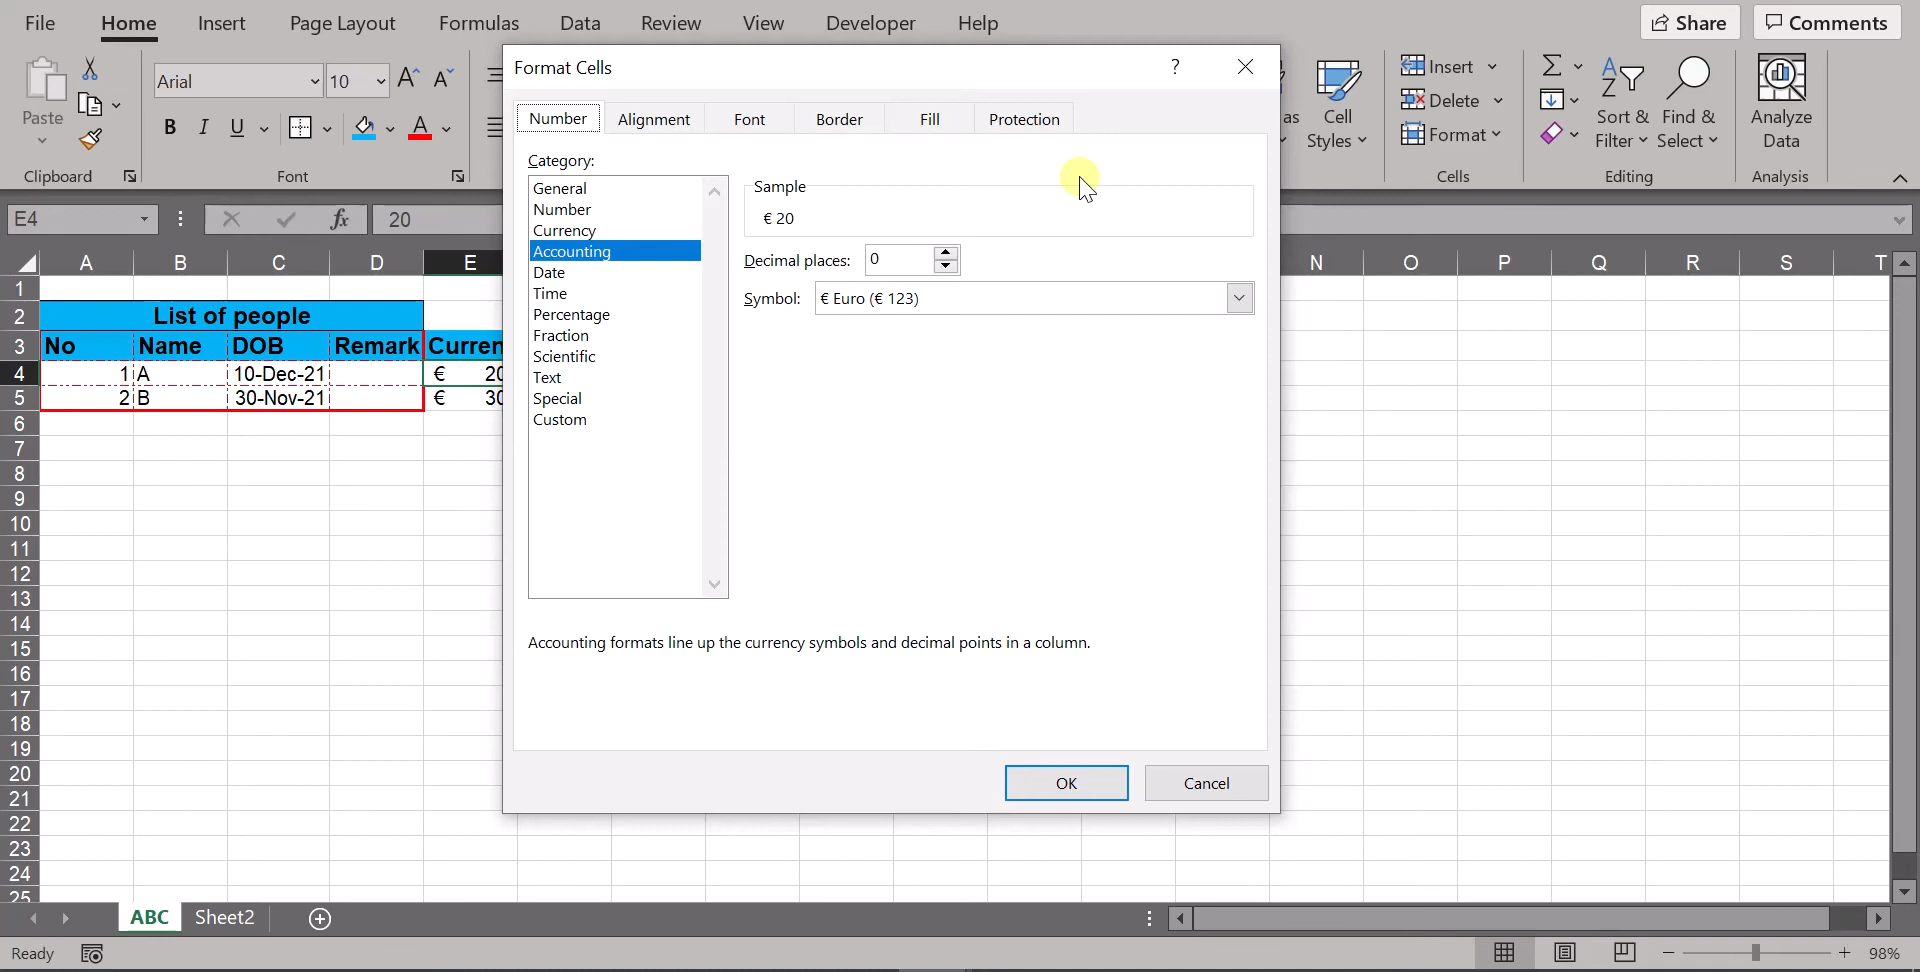 File Home Insert Page Layout Formulas Data Review View Developer Help Share Comments
Format Cells ?
Paste Arial 10 A A
B I U A
Clipboard Font
as Cell Styles
Insert
Delete
Format
Sort & Filter
Find & Select
Analyze Data
Cells Editing Analysis
E4 fx 20
Number Alignment Font Border Fill Protection
Category:
General
Number
Currency
Accounting
Date
Time
Percentage
Fraction
Scientific
Text
Special
Custom
Sample
€ 20
Decimal places: 0
Symbol: € Euro (€ 123)
Accounting formats line up the currency symbols and decimal points in a column.
OK Cancel
A B C D E N O P Q R S T
1
2 List of people
3 No Name DOB Remark Curren
4 1 A 10-Dec-21 € 20
5 2 B 30-Nov-21 € 30
6
7
8
9
10
11
12
13
14
15
16
17
18
19
20
21
22
23
24
25
ABC Sheet2
Ready 98%